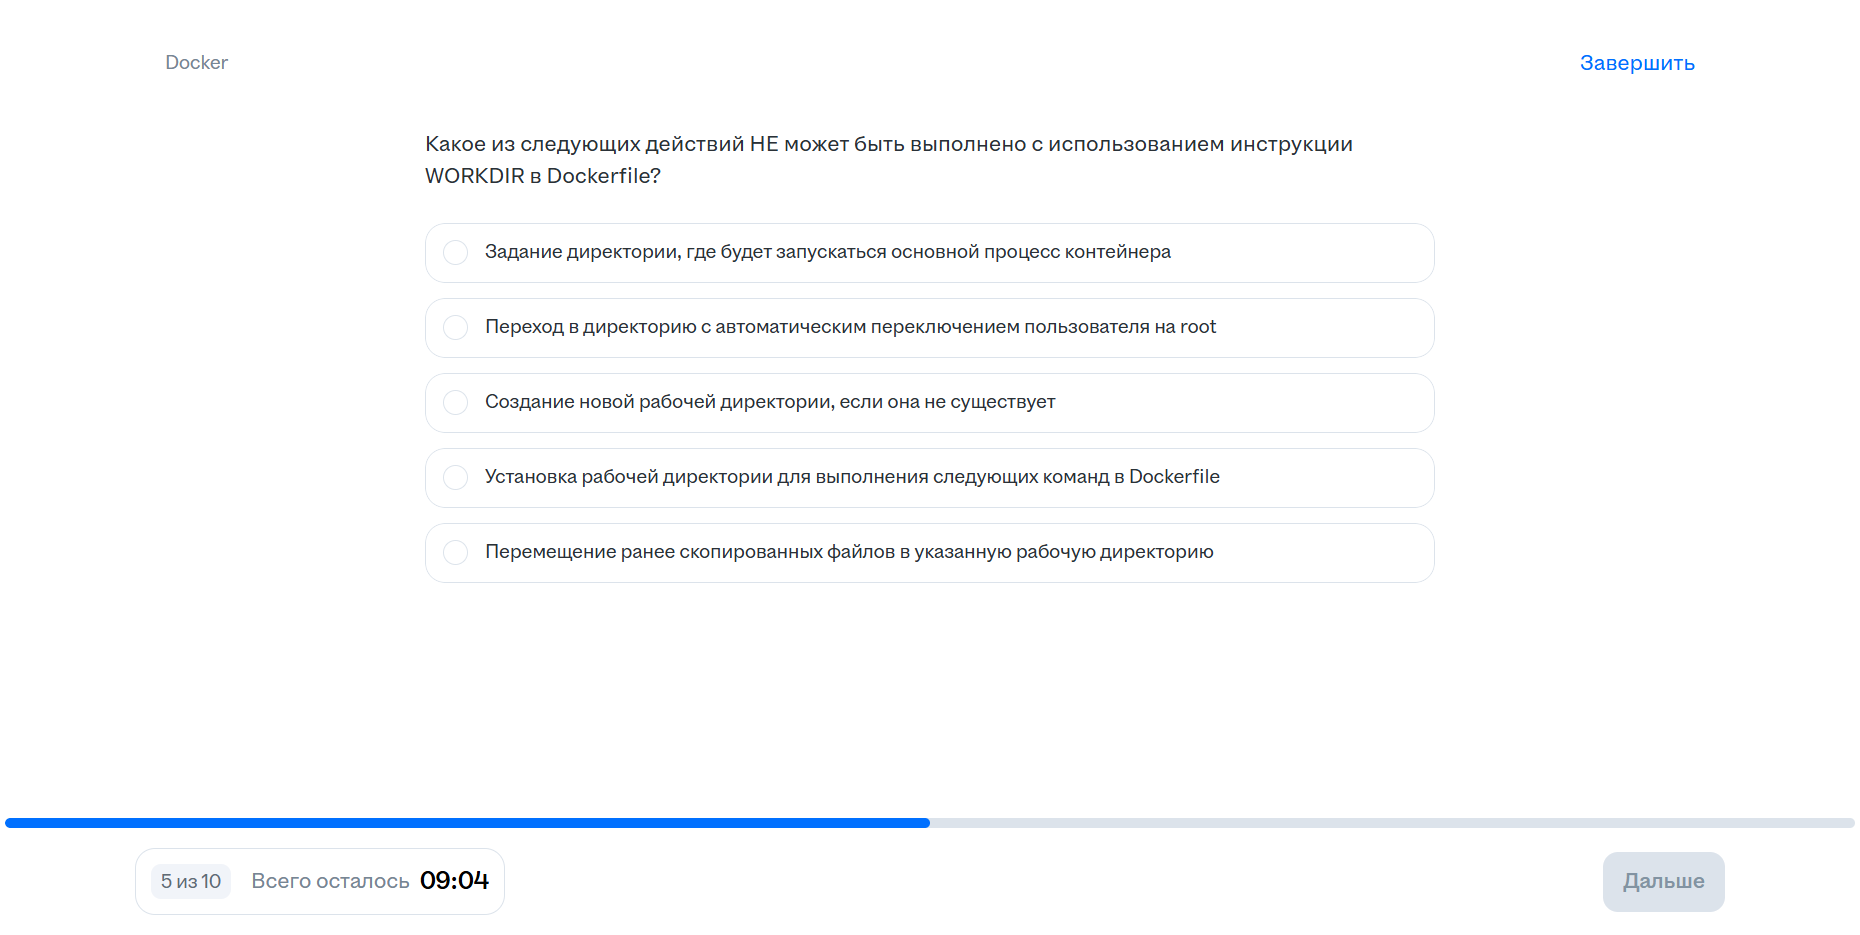 Docker
Завершить
Какое из следующих действий НЕ может быть выполнено с использованием инструкции
WORKDIR в Dockerfile?
Задание директории, где будет запускаться основной процесс контейнера
Переход в директорию с автоматическим переключением пользователя на root
Создание новой рабочей директории, если она не существует
Установка рабочей директории для выполнения следующих команд в Dockerfile
Перемещение ранее скопированных файлов в указанную рабочую директорию
5 из 10 Всего осталось 09:04
Дальше